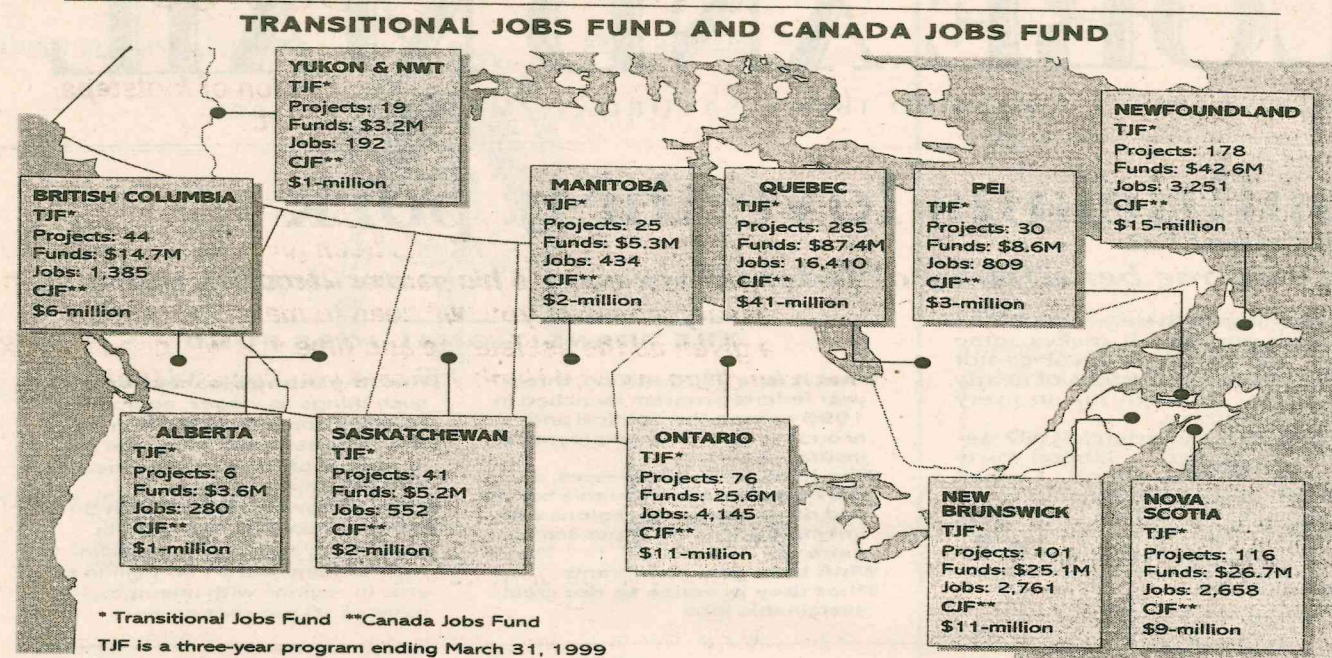 TRANSITIONAL JOBS FUND AND CANADA JOBS FUND
YUKON & NWT
TJF*
Projects: 19
Funds: $3.2M
Jobs: 192
CJF**
$1-million
NEWFOUNDLAND
TJF*
Projects: 178
Funds: $42.6M
Jobs: 3,251
CJF**
$15-million
BRITISH COLUMBIA
TJF*
Projects: 44
Funds: $14.7M
Jobs: 1,385
CJF**
$6-million
MANITOBA
TJF*
Projects: 25
Funds: $5.3M
Jobs: 434
CJF**
$2-million
QUEBEC
TJF*
Projects: 285
Funds: $87.4M
Jobs: 16,410
CJF**
$41-million
PEI
TJF*
Projects: 30
Funds: $8.6M
Jobs: 809
CJF**
$3-million
ALBERTA
TJF*
Projects: 6
Funds: $3.6M
Jobs: 280
CJF**
$1-million
SASKATCHEWAN
TJF*
Projects: 41
Funds: $5.2M
Jobs: 552
CJF**
$2-million
ONTARIO
TJF*
Projects: 76
Funds: 25.6M
Jobs: 4,145
CJF**
$11-million
NEW
BRUNSWICK
TJF*
Projects: 101
Funds: $25.1M
Jobs: 2,761
CJF**
$11-million
NOVA
SCOTIA
TJF*
Projects: 116
Funds: $26.7M
Jobs: 2,658
CJF**
$9-million
* Transitional Jobs Fund **Canada Jobs Fund
TJF is a three-year program ending March 31, 1999